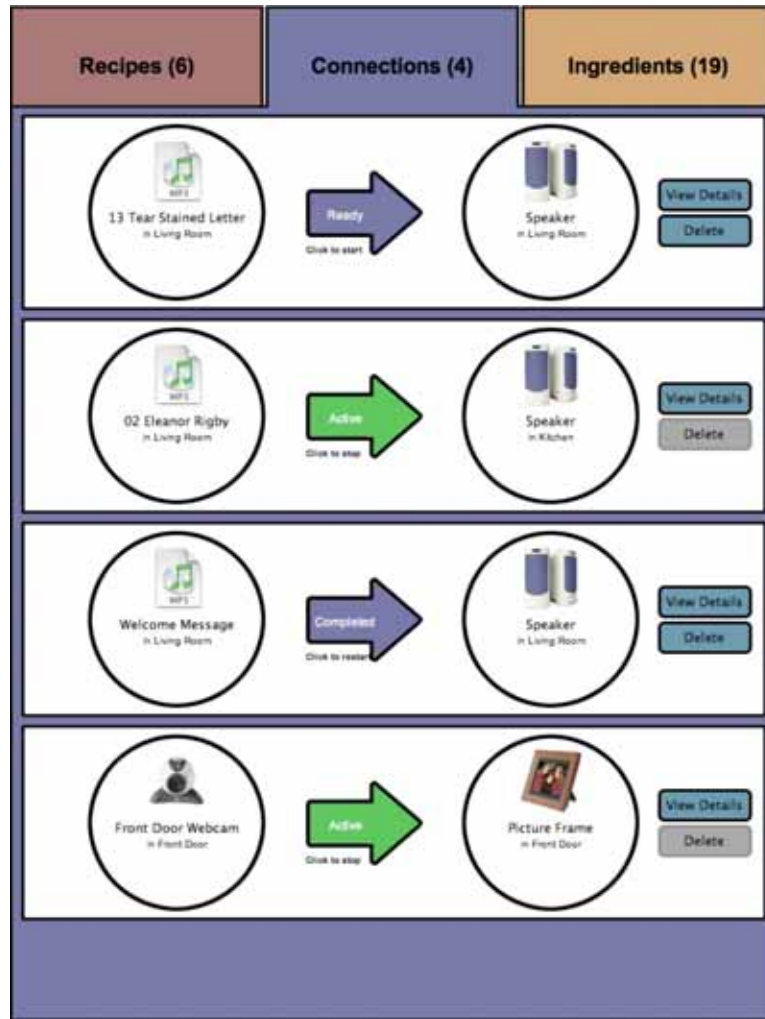 Recipes (6)
Connections (4)
Ingredients (19)
MP3
13 Tear Stained Letter
in Living Room
Ready
Click to start
Speaker
in Living Room
View Details
Delete
MP3
02 Eleanor Rigby
in Living Room
Active
Click to stop
Speaker
in Kitchen
View Details
Delete
MP3
Welcome Message
in Living Room
Completed
Click to restart
Speaker
in Living Room
View Details
Delete
Front Door Webcam
in Front Door
Active
Click to stop
Picture Frame
in Front Door
View Details
Delete